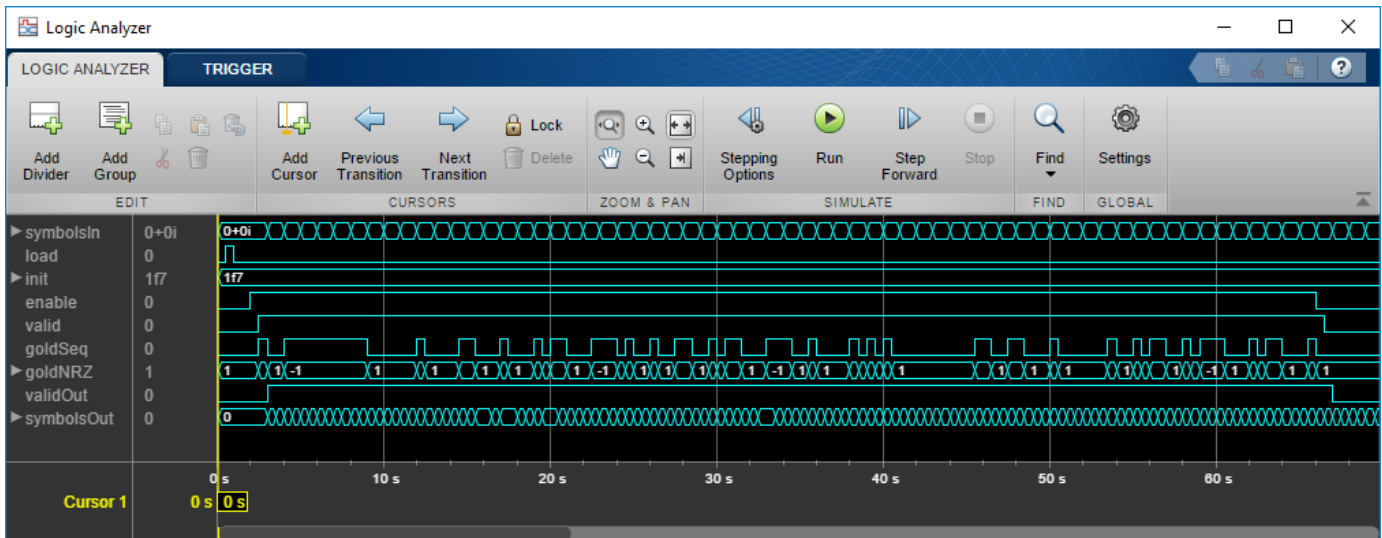 Logic Analyzer
LOGIC ANALYZER TRIGGER
Add Divider
Add Group
Add Cursor
Previous Transition
Next Transition
Lock
Delete
Stepping Options
Run
Step Forward
Stop
Find
Settings
EDIT CURSORS ZOOM & PAN SIMULATE FIND GLOBAL
symbolsIn 0+0i 0+0i
load 0
init 1f7 1f7
enable 0
valid 0
goldSeq 0
goldNRZ 1 1 1 -1 1 1 1 1 1 -1 1 1 1 1 -1 1 1 1 1 1 1 1 1 -1 1 1 1
validOut 0
symbolsOut 0 0
0 s 10 s 20 s 30 s 40 s 50 s 60 s
Cursor 1 0 s 0 s